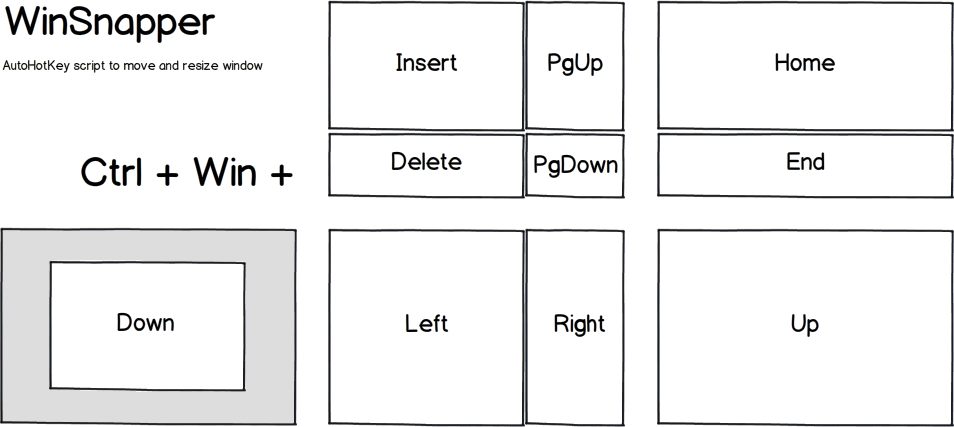 WinSnapper
AutoHotKey script to move and resize window
Ctrl + Win +
Insert
PgUp
Home
Delete
PgDown
End
Down
Left
Right
Up